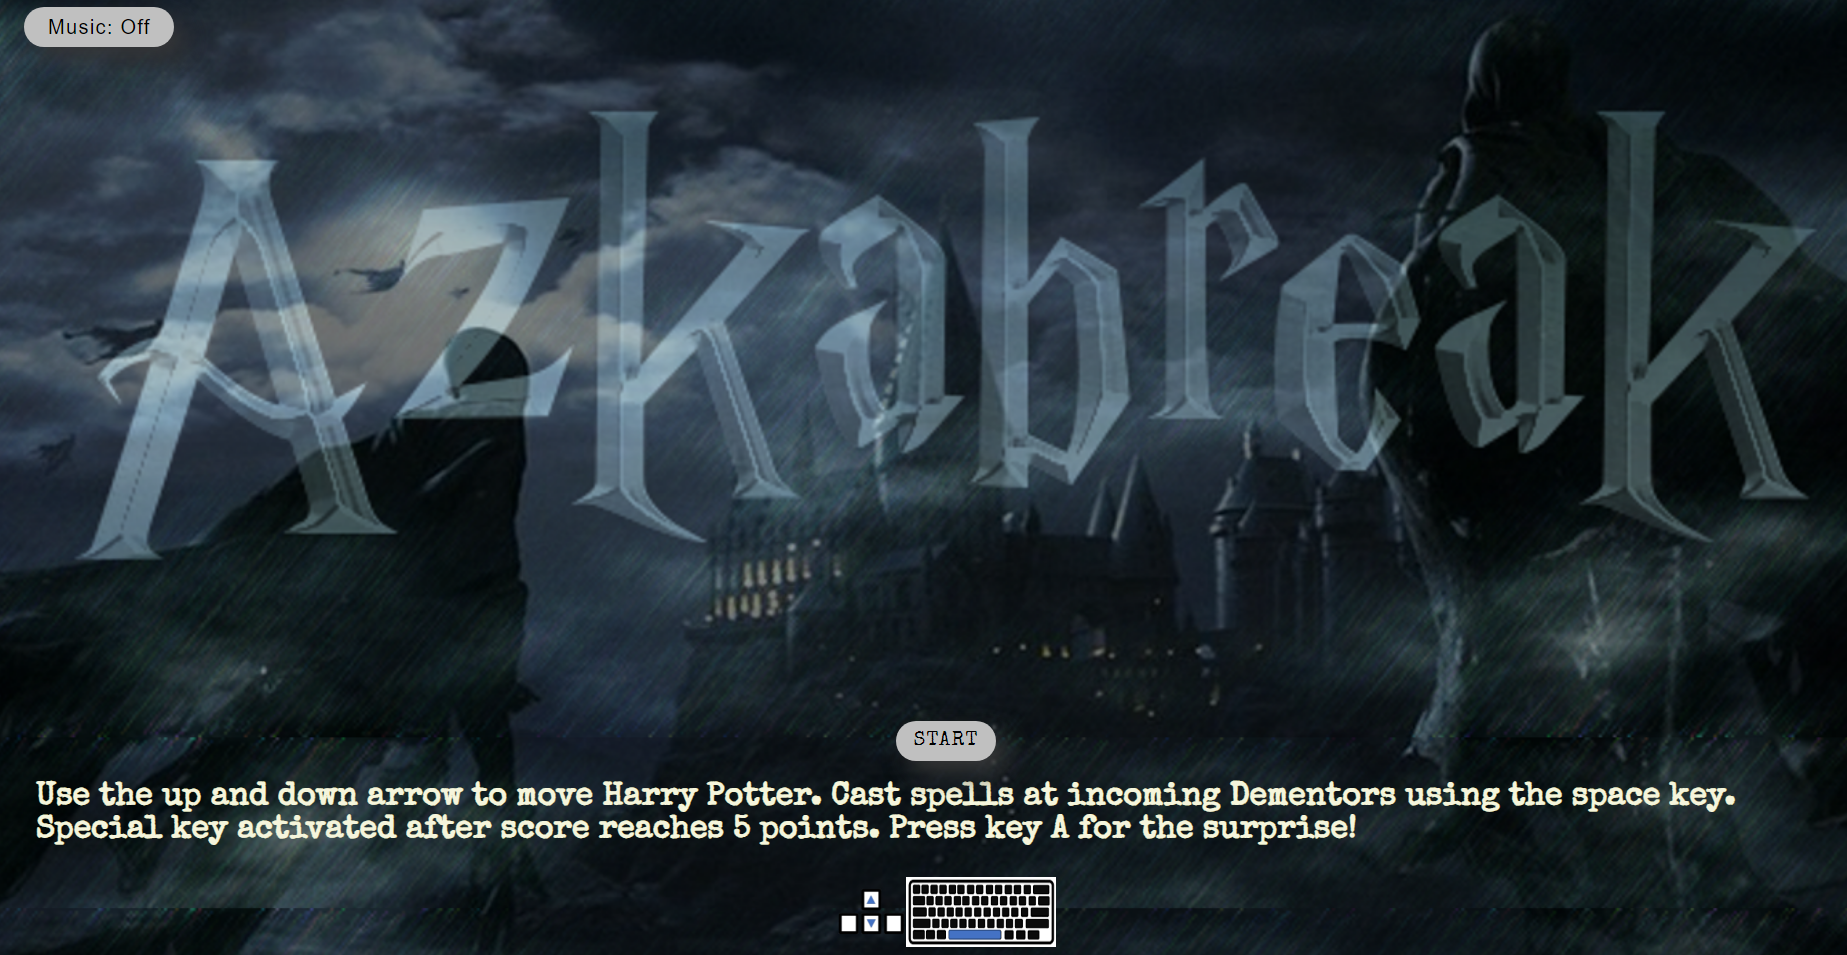 Music: Off
Azkabreak
START
Use the up and down arrow to move Harry Potter. Cast spells at incoming Dementors using the space key.
Special key activated after score reaches 5 points. Press key A for the surprise!